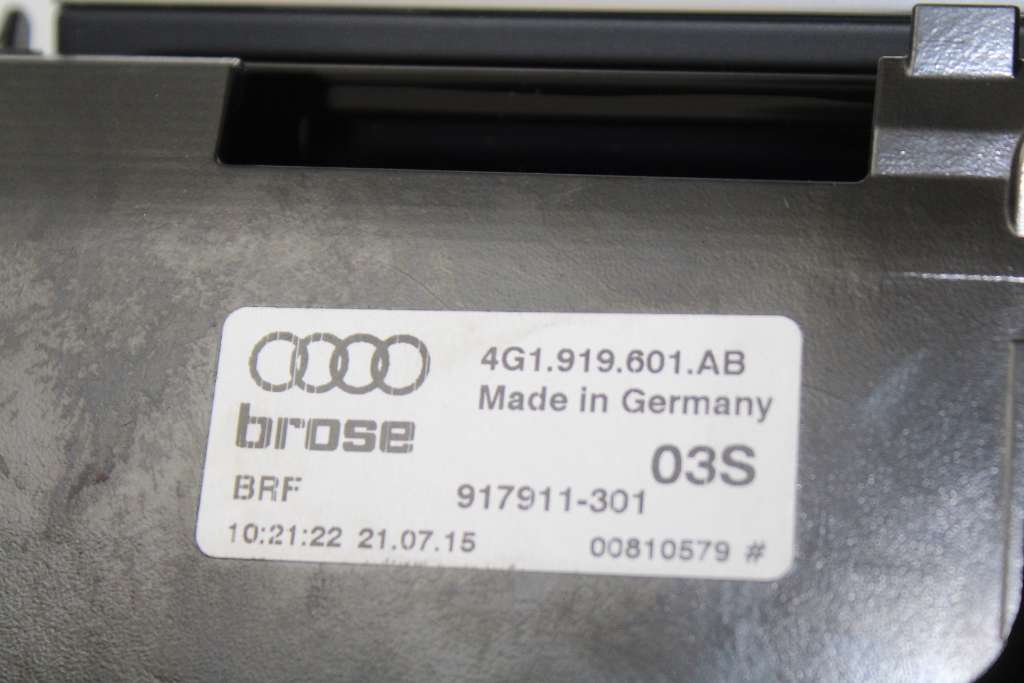 4G1.919.601.AB
Made in Germany
brose
03S
BRF
917911-301
10:21:22 21.07.15
00810579 #